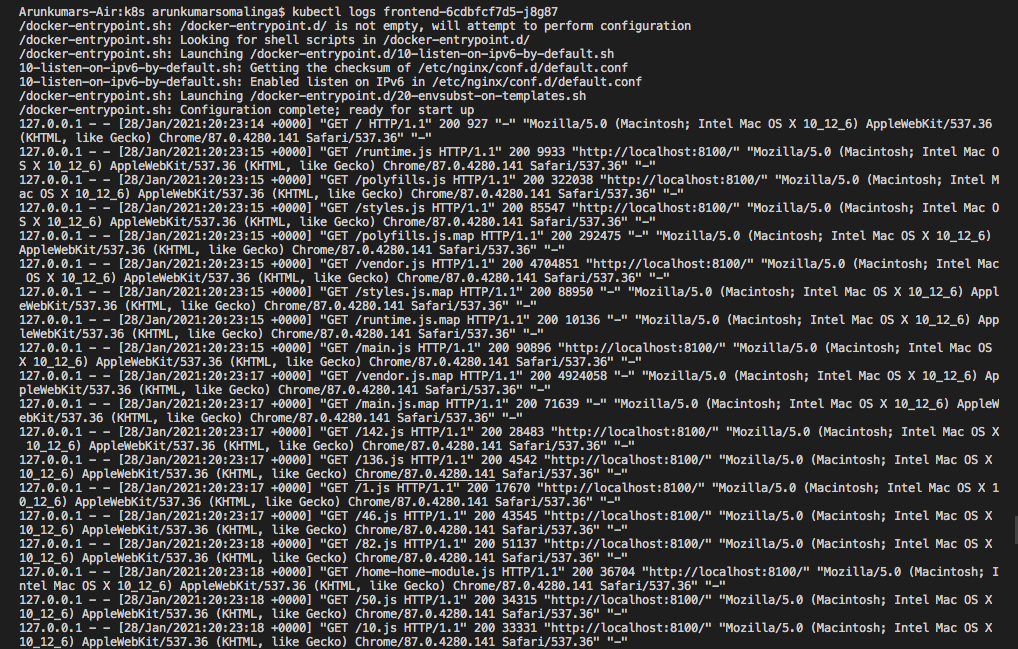 Arunkumars-Air:k8s arunkumarsomalinga$ kubectl logs frontend-6cdbfcf7d5-j8g87
/docker-entrypoint.sh: /docker-entrypoint.d/ is not empty, will attempt to perform configuration
/docker-entrypoint.sh: Looking for shell scripts in /docker-entrypoint.d/
/docker-entrypoint.sh: Launching /docker-entrypoint.d/10-listen-on-ipv6-by-default.sh
10-listen-on-ipv6-by-default.sh: Getting the checksum of /etc/nginx/conf.d/default.conf
10-listen-on-ipv6-by-default.sh: Enabled listen on IPv6 in /etc/nginx/conf.d/default.conf
/docker-entrypoint.sh: Launching /docker-entrypoint.d/20-envsubst-on-templates.sh
/docker-entrypoint.sh: Configuration complete; ready for start up
127.0.0.1 - - [28/Jan/2021:20:23:14 +0000] "GET / HTTP/1.1" 200 927 "-" "Mozilla/5.0 (Macintosh; Intel Mac OS X 10_12_6) AppleWebKit/537.36
(KHTML, like Gecko) Chrome/87.0.4280.141 Safari/537.36" "-"
127.0.0.1 - - [28/Jan/2021:20:23:15 +0000] "GET /runtime.js HTTP/1.1" 200 9933 "http://localhost:8100/" "Mozilla/5.0 (Macintosh; Intel Mac O
S X 10_12_6) AppleWebKit/537.36 (KHTML, like Gecko) Chrome/87.0.4280.141 Safari/537.36" "-"
127.0.0.1 - - [28/Jan/2021:20:23:15 +0000] "GET /polyfills.js HTTP/1.1" 200 322038 "http://localhost:8100/" "Mozilla/5.0 (Macintosh; Intel M
ac OS X 10_12_6) AppleWebKit/537.36 (KHTML, like Gecko) Chrome/87.0.4280.141 Safari/537.36" "-"
127.0.0.1 - - [28/Jan/2021:20:23:15 +0000] "GET /styles.js HTTP/1.1" 200 85547 "http://localhost:8100/" "Mozilla/5.0 (Macintosh; Intel Mac O
S X 10_12_6) AppleWebKit/537.36 (KHTML, like Gecko) Chrome/87.0.4280.141 Safari/537.36" "-"
127.0.0.1 - - [28/Jan/2021:20:23:15 +0000] "GET /polyfills.js.map HTTP/1.1" 200 292475 "-" "Mozilla/5.0 (Macintosh; Intel Mac OS X 10_12_6)
AppleWebKit/537.36 (KHTML, like Gecko) Chrome/87.0.4280.141 Safari/537.36" "-"
127.0.0.1 - - [28/Jan/2021:20:23:15 +0000] "GET /vendor.js HTTP/1.1" 200 4704851 "http://localhost:8100/" "Mozilla/5.0 (Macintosh; Intel Mac
 OS X 10_12_6) AppleWebKit/537.36 (KHTML, like Gecko) Chrome/87.0.4280.141 Safari/537.36" "-"
127.0.0.1 - - [28/Jan/2021:20:23:15 +0000] "GET /styles.js.map HTTP/1.1" 200 88950 "-" "Mozilla/5.0 (Macintosh; Intel Mac OS X 10_12_6) Appl
eWebKit/537.36 (KHTML, like Gecko) Chrome/87.0.4280.141 Safari/537.36" "-"
127.0.0.1 - - [28/Jan/2021:20:23:15 +0000] "GET /runtime.js.map HTTP/1.1" 200 10136 "-" "Mozilla/5.0 (Macintosh; Intel Mac OS X 10_12_6) App
leWebKit/537.36 (KHTML, like Gecko) Chrome/87.0.4280.141 Safari/537.36" "-"
127.0.0.1 - - [28/Jan/2021:20:23:15 +0000] "GET /main.js HTTP/1.1" 200 90896 "http://localhost:8100/" "Mozilla/5.0 (Macintosh; Intel Mac OS
X 10_12_6) AppleWebKit/537.36 (KHTML, like Gecko) Chrome/87.0.4280.141 Safari/537.36" "-"
127.0.0.1 - - [28/Jan/2021:20:23:17 +0000] "GET /vendor.js.map HTTP/1.1" 200 4924058 "-" "Mozilla/5.0 (Macintosh; Intel Mac OS X 10_12_6) Ap
pleWebKit/537.36 (KHTML, like Gecko) Chrome/87.0.4280.141 Safari/537.36" "-"
127.0.0.1 - - [28/Jan/2021:20:23:17 +0000] "GET /main.js.map HTTP/1.1" 200 71639 "-" "Mozilla/5.0 (Macintosh; Intel Mac OS X 10_12_6) AppleW
ebKit/537.36 (KHTML, like Gecko) Chrome/87.0.4280.141 Safari/537.36" "-"
127.0.0.1 - - [28/Jan/2021:20:23:17 +0000] "GET /142.js HTTP/1.1" 200 28483 "http://localhost:8100/" "Mozilla/5.0 (Macintosh; Intel Mac OS X
 10_12_6) AppleWebKit/537.36 (KHTML, like Gecko) Chrome/87.0.4280.141 Safari/537.36" "-"
127.0.0.1 - - [28/Jan/2021:20:23:17 +0000] "GET /136.js HTTP/1.1" 200 4542 "http://localhost:8100/" "Mozilla/5.0 (Macintosh; Intel Mac OS X
10_12_6) AppleWebKit/537.36 (KHTML, like Gecko) Chrome/87.0.4280.141 Safari/537.36" "-"
127.0.0.1 - - [28/Jan/2021:20:23:17 +0000] "GET /1.js HTTP/1.1" 200 17670 "http://localhost:8100/" "Mozilla/5.0 (Macintosh; Intel Mac OS X 1
0_12_6) AppleWebKit/537.36 (KHTML, like Gecko) Chrome/87.0.4280.141 Safari/537.36" "-"
127.0.0.1 - - [28/Jan/2021:20:23:17 +0000] "GET /46.js HTTP/1.1" 200 43545 "http://localhost:8100/" "Mozilla/5.0 (Macintosh; Intel Mac OS X
10_12_6) AppleWebKit/537.36 (KHTML, like Gecko) Chrome/87.0.4280.141 Safari/537.36" "-"
127.0.0.1 - - [28/Jan/2021:20:23:18 +0000] "GET /82.js HTTP/1.1" 200 51137 "http://localhost:8100/" "Mozilla/5.0 (Macintosh; Intel Mac OS X
10_12_6) AppleWebKit/537.36 (KHTML, like Gecko) Chrome/87.0.4280.141 Safari/537.36" "-"
127.0.0.1 - - [28/Jan/2021:20:23:18 +0000] "GET /home-home-module.js HTTP/1.1" 200 36704 "http://localhost:8100/" "Mozilla/5.0 (Macintosh; I
ntel Mac OS X 10_12_6) AppleWebKit/537.36 (KHTML, like Gecko) Chrome/87.0.4280.141 Safari/537.36" "-"
127.0.0.1 - - [28/Jan/2021:20:23:18 +0000] "GET /50.js HTTP/1.1" 200 34315 "http://localhost:8100/" "Mozilla/5.0 (Macintosh; Intel Mac OS X
10_12_6) AppleWebKit/537.36 (KHTML, like Gecko) Chrome/87.0.4280.141 Safari/537.36" "-"
127.0.0.1 - - [28/Jan/2021:20:23:18 +0000] "GET /10.js HTTP/1.1" 200 33331 "http://localhost:8100/" "Mozilla/5.0 (Macintosh; Intel Mac OS X
10_12_6) AppleWebKit/537.36 (KHTML, like Gecko) Chrome/87.0.4280.141 Safari/537.36" "-"